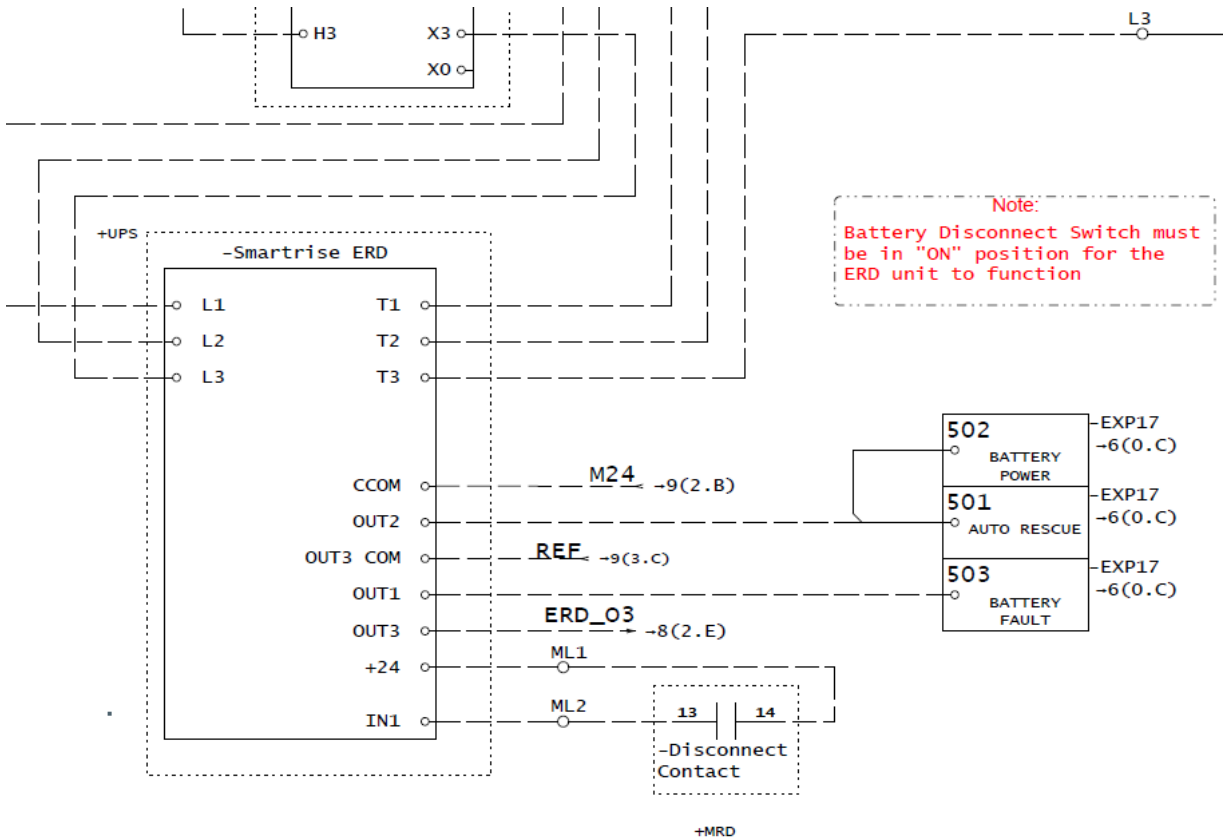 L3
H3 X3
X0
Note:
Battery Disconnect Switch must
be in "ON" position for the
ERD unit to function
+UPS
-Smartrise ERD
L1 T1
L2 T2
L3 T3
CCOM M24 →9(2.B)
OUT2
OUT3 COM REF →9(3.C)
OUT1
OUT3 ERD_O3 →8(2.E)
+24 ML1
IN1 ML2
13 14
-Disconnect
Contact
+MRD
502 -EXP17
→6(0.C)
BATTERY
POWER
501 -EXP17
→6(0.C)
AUTO RESCUE
503 -EXP17
→6(0.C)
BATTERY
FAULT